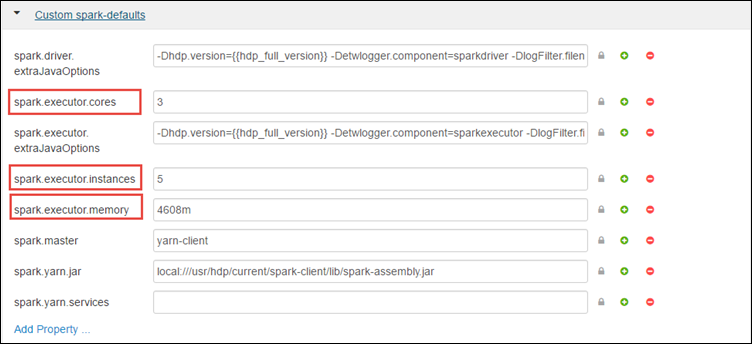 Custom spark-defaults
spark.driver.
extraJavaOptions
-Dhdp.version={{hdp_full_version}} -Detwlogger.component=sparkdriver -DlogFilter.filen
spark.executor.cores
3
spark.executor.
extraJavaOptions
-Dhdp.version={{hdp_full_version}} -Detwlogger.component=sparkexecutor -DlogFilter.fi
spark.executor.instances
5
spark.executor.memory
4608m
spark.master
yarn-client
spark.yarn.jar
local:///usr/hdp/current/spark-client/lib/spark-assembly.jar
spark.yarn.services
Add Property ...